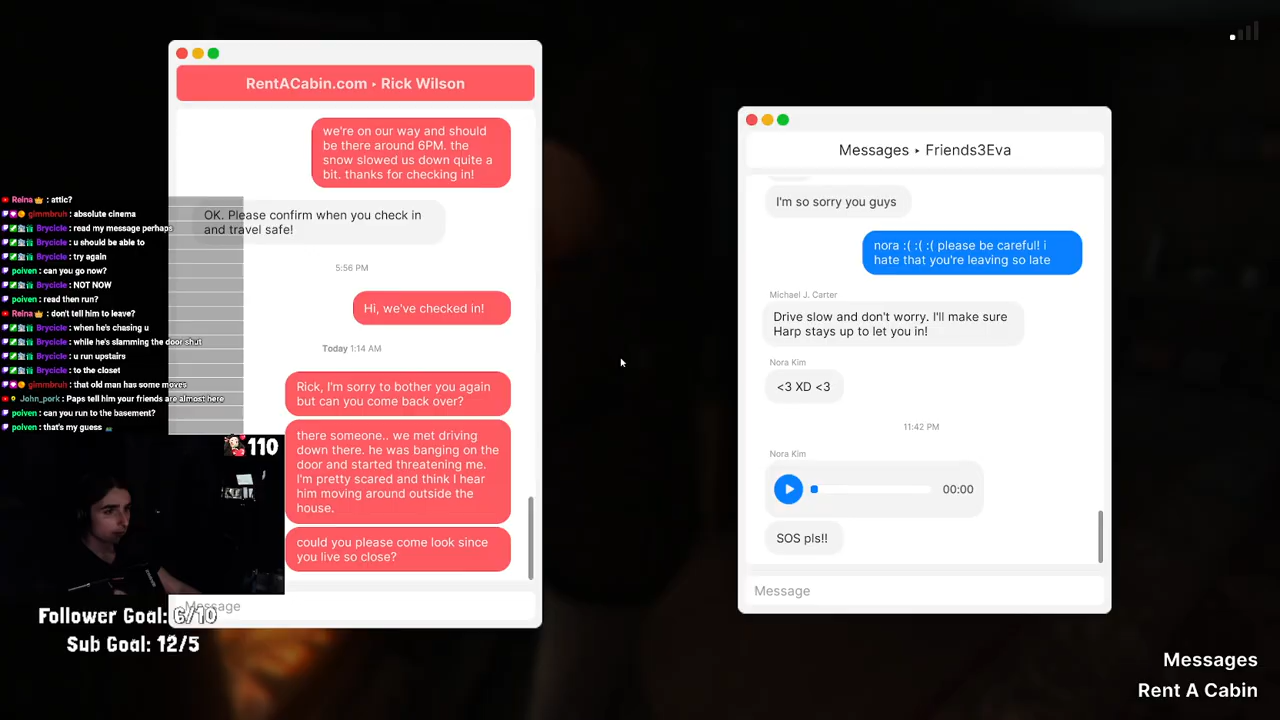 RentACabin.com ▸ Rick Wilson
we're on our way and should
be there around 6PM. the
snow slowed us down quite a
bit. thanks for checking in!
OK. Please confirm when you check in
and travel safe!
5:56 PM
Hi, we've checked in!
Today 1:14 AM
Rick, I'm sorry to bother you again
but can you come back over?
there someone.. we met driving
down there. he was banging on the
door and started threatening me.
I'm pretty scared and think I hear
him moving around outside the
house.
could you please come look since
you live so close?
Message
Reina : attic?
gimmbruh : absolute cinema
Brycicle : read my message perhaps
Brycicle : u should be able to
Brycicle : try again
poiven : can you go now?
Brycicle : NOT NOW
poiven : read then run?
Reina : don't tell him to leave?
Brycicle : when he's chasing u
Brycicle : while he's slamming the door shut
Brycicle : u run upstairs
Brycicle : to the closet
gimmbruh : that old man has some moves
John_pork : Paps tell him your friends are almost here
poiven : can you run to the basement?
poiven : that's my guess
110
Follower Goal: 6/10
Sub Goal: 12/5
Messages ▸ Friends3Eva
I'm so sorry you guys
nora :( :( :( please be careful! i
hate that you're leaving so late
Michael J. Carter
Drive slow and don't worry. I'll make sure
Harp stays up to let you in!
Nora Kim
<3 XD <3
11:42 PM
Nora Kim
00:00
SOS pls!!
Message
Messages
Rent A Cabin